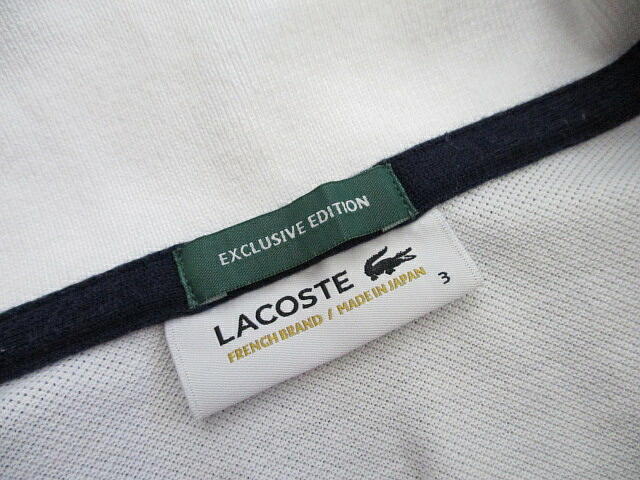 EXCLUSIVE EDITION
LACOSTE
FRENCH BRAND / MADE IN JAPAN
3